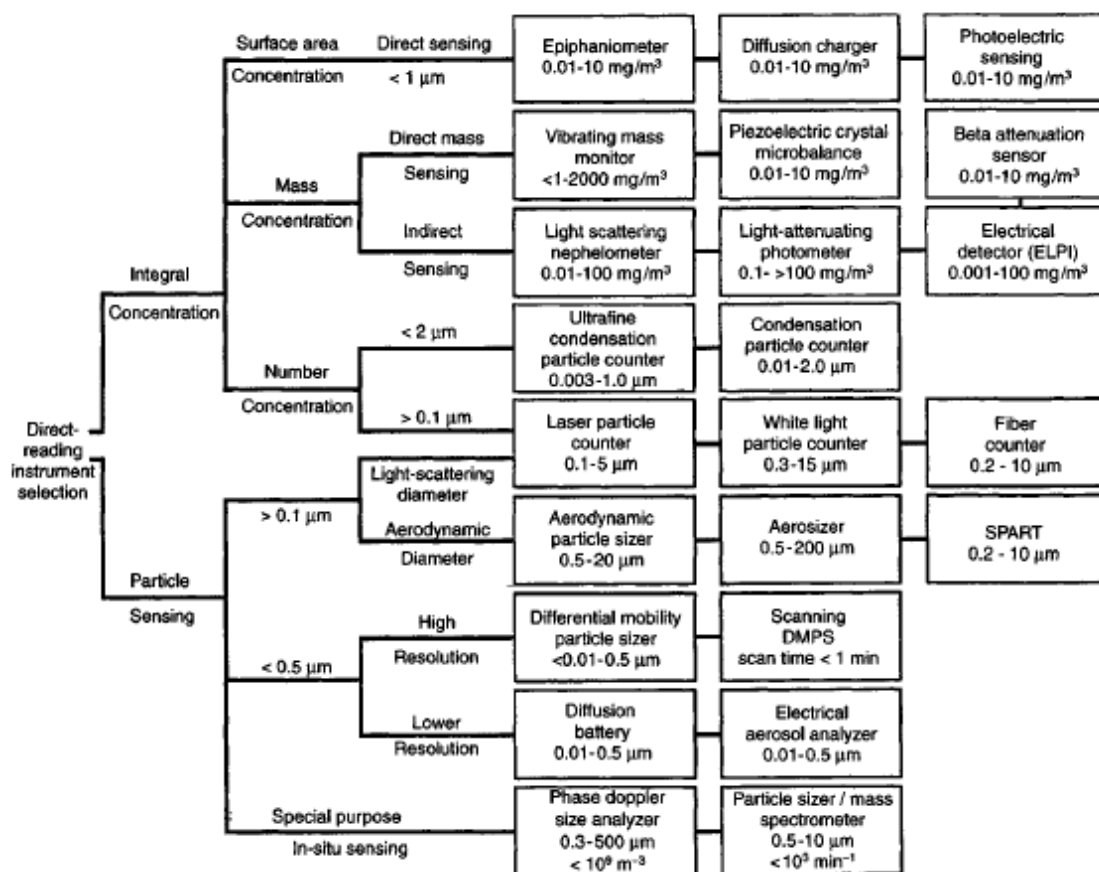 Surface area
Direct sensing
Concentration
< 1 μm
Epiphaniometer
0.01-10 mg/m³
Diffusion charger
0.01-10 mg/m³
Photoelectric
sensing
0.01-10 mg/m³
Direct mass
Sensing
Vibrating mass
monitor
<1-2000 mg/m³
Piezoelectric crystal
microbalance
0.01-10 mg/m³
Beta attenuation
sensor
0.01-10 mg/m³
Mass
Concentration
Indirect
Sensing
Light scattering
nephelometer
0.01-100 mg/m³
Light-attenuating
photometer
0.1- >100 mg/m³
Electrical
detector (ELPI)
0.001-100 mg/m³
Integral
Concentration
< 2 μm
Ultrafine
condensation
particle counter
0.003-1.0 μm
Condensation
particle counter
0.01-2.0 μm
Number
Concentration
> 0.1 μm
Laser particle
counter
0.1-5 μm
White light
particle counter
0.3-15 μm
Fiber
counter
0.2 - 10 μm
Direct-
reading
instrument
selection
Light-scattering
diameter
> 0.1 μm
Aerodynamic
Diameter
Aerodynamic
particle sizer
0.5-20 μm
Aerosizer
0.5-200 μm
SPART
0.2 - 10 μm
Particle
Sensing
High
Resolution
Differential mobility
particle sizer
<0.01-0.5 μm
Scanning
DMPS
scan time < 1 min
< 0.5 μm
Lower
Resolution
Diffusion
battery
0.01-0.5 μm
Electrical
aerosol analyzer
0.01-0.5 μm
Special purpose
In-situ sensing
Phase doppler
size analyzer
0.3-500 μm
< 10⁹ m⁻³
Particle sizer / mass
spectrometer
0.5-10 μm
<10³ min⁻¹